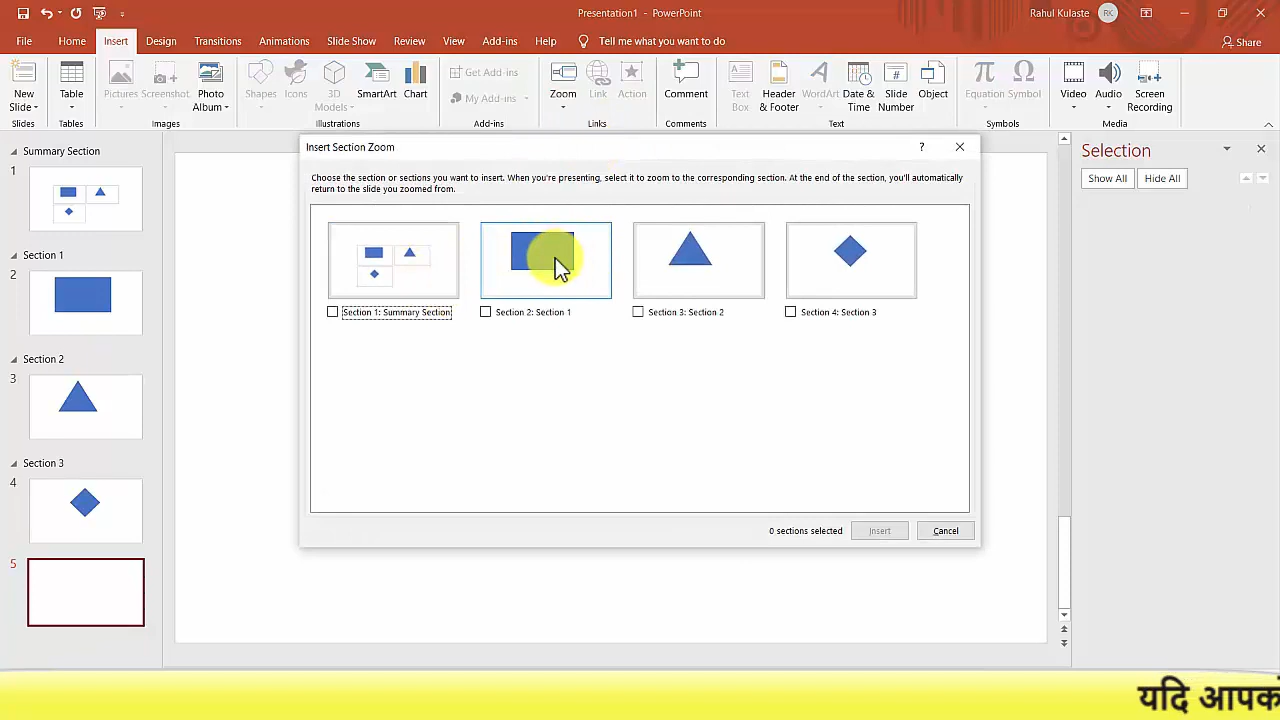 Presentation1 - PowerPoint
Rahul Kulaste RK
File Home Insert Design Transitions Animations Slide Show Review View Add-ins Help Tell me what you want to do
Share
New Slide
Table
Pictures
Screenshot
Photo Album
Shapes
Icons
3D Models
SmartArt
Chart
Get Add-ins
My Add-ins
Zoom
Link
Action
Comment
Text Box
Header & Footer
WordArt
Date & Time
Slide Number
Object
Equation
Symbol
Video
Audio
Screen Recording
Slides Tables Images Illustrations Add-ins Links Comments Text Symbols Media
Summary Section
1
Section 1
2
Section 2
3
Section 3
4
5
Insert Section Zoom
?
Choose the section or sections you want to insert. When you're presenting, select it to zoom to the corresponding section. At the end of the section, you'll automatically
return to the slide you zoomed from.
Section 1: Summary Section
Section 2: Section 1
Section 3: Section 2
Section 4: Section 3
0 sections selected
Insert
Cancel
Selection
Show All
Hide All
यदि आपको